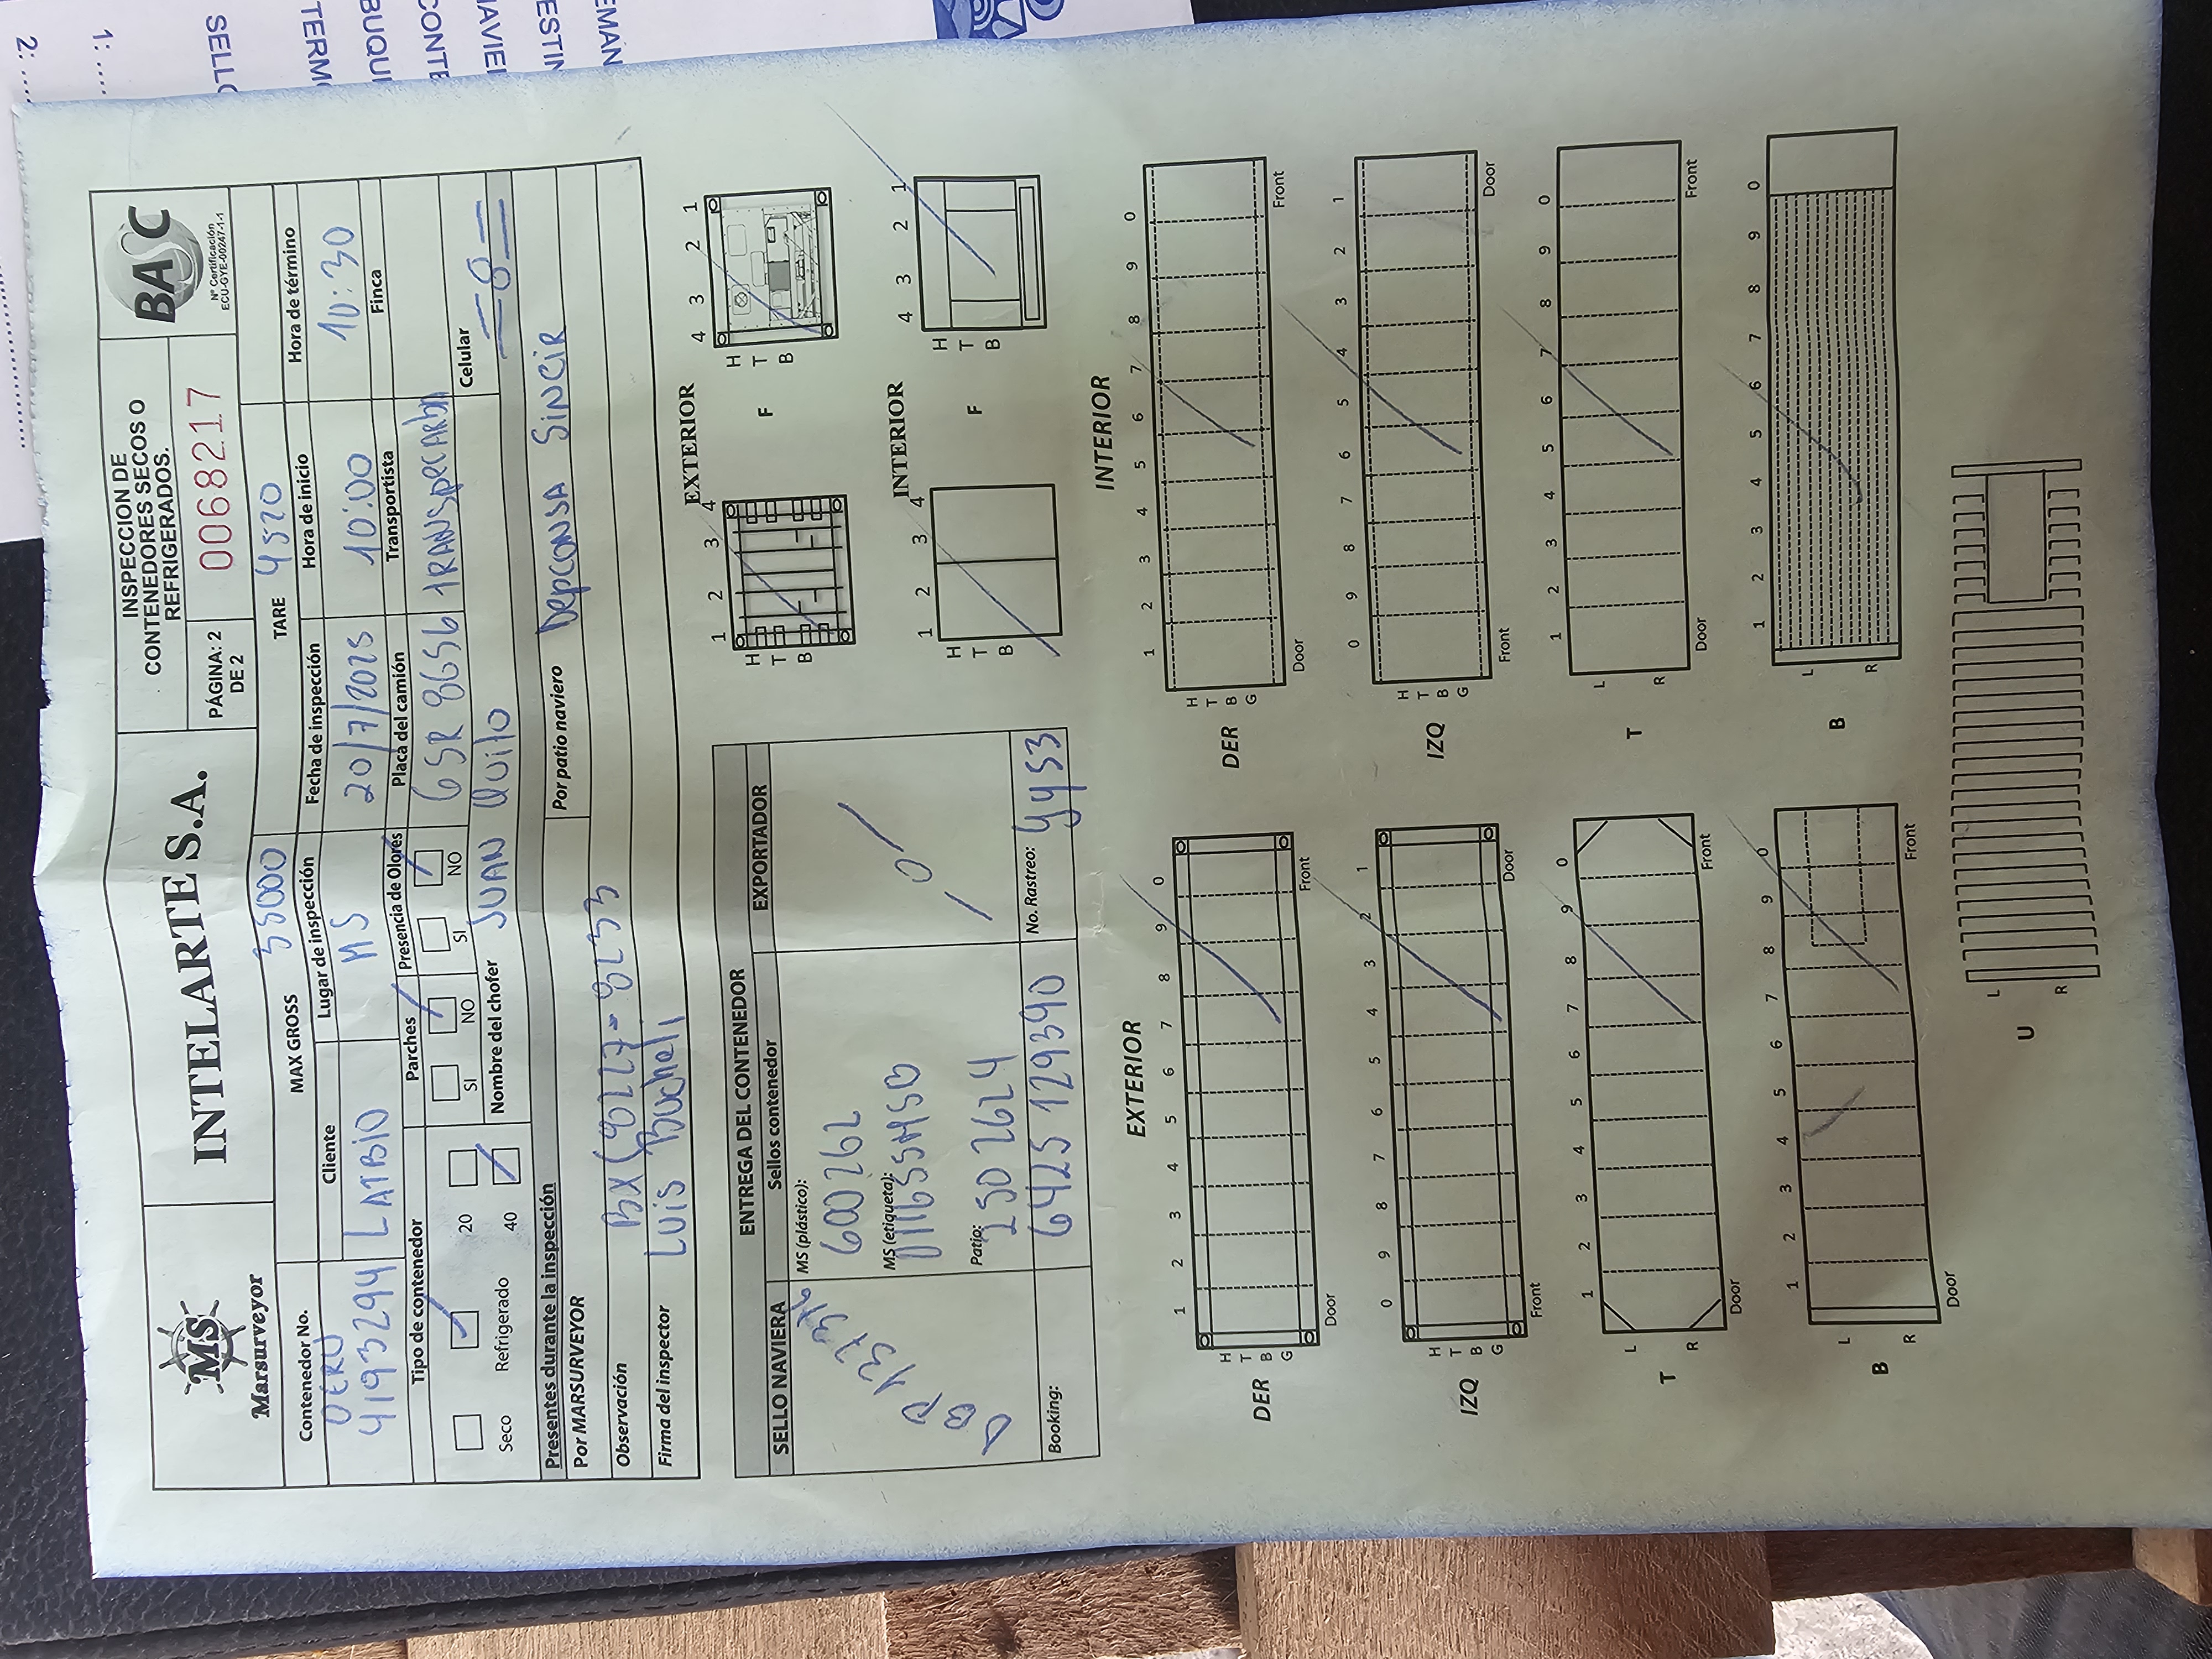 MS
Marsurveyor
INTELARTE S.A.
INSPECCION DE
CONTENEDORES SECOS O
REFRIGERADOS.
PÁGINA: 2
DE 2
0068217
BASC
Nº Certificación
ECU-GYE-00247-1-1
Contenedor No.
MAX GROSS 35000
TARE 4520
Cliente
Lugar de inspección
Fecha de inspección
Hora de inicio
Hora de término
4193294
LATBIO
MS
20/7/2025
10:00
10:30
Tipo de contenedor
Parches
Presencia de Olores
Placa del camión
Transportista
Finca
Seco
Refrigerado
20
40
SI
NO
SI
NO
GSR 8656
Nombre del chofer JUAN Quito
Celular
=0=
Presentes durante la inspección
Por MARSURVEYOR
Por patio naviero DepCONSA SINCIR
Observación BX(8227-8233
Firma del inspector Luis Bucheli
ENTREGA DEL CONTENEDOR
SELLO NAVIERA
Sellos contenedor
EXPORTADOR
MS (plástico):
600262
MS (etiqueta):
Patio:
2502624
/ 0 /
Booking:
6425 129390
No. Rastreo:
EXTERIOR
1 2 3 4
H
T
B
F
4 3 2 1
H
T
B
INTERIOR
1 2 3 4
H
T
B
F
4 3 2 1
H
T
B
EXTERIOR
1 2 3 4 5 6 7 8 9 0
DER
H
T
B
G
Door
Front
INTERIOR
1 2 3 4 5 6 7 8 9 0
DER
H
T
B
G
Door
Front
0 9 8 7 6 5 4 3 2 1
IZQ
H
T
B
G
Front
Door
0 9 8 7 6 5 4 3 2 1
IZQ
H
T
B
G
Front
Door
1 2 3 4 5 6 7 8 9 0
T
L
R
Door
Front
1 2 3 4 5 6 7 8 9 0
T
L
R
Door
Front
1 2 3 4 5 6 7 8 9 0
B
L
R
Door
Front
1 2 3 4 5 6 7 8 9 0
B
L
R
U
L
R
2:
1: